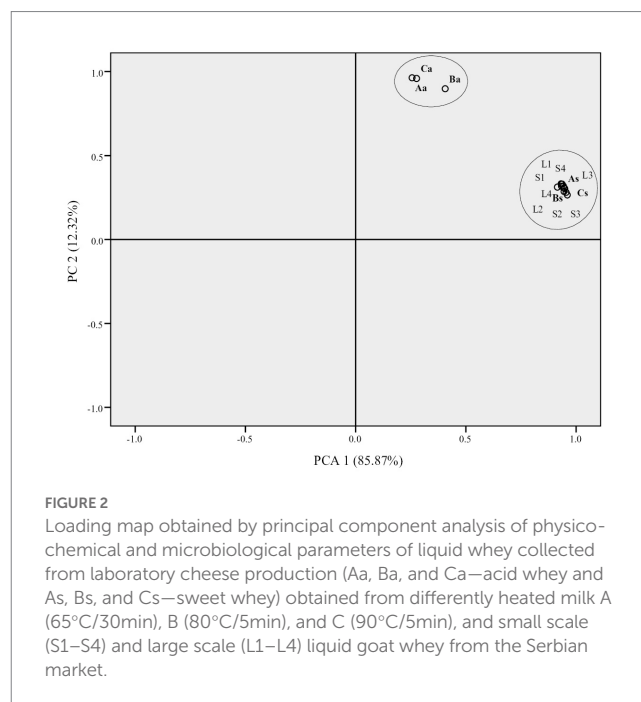 1.0
0.5
0.0
-0.5
-1.0
PC 2 (12.32%)
Ca
Aa
Ba
L1
S4
S1
As
L3
L4
Bs
Cs
L2
S2
S3
-1.0
-0.5
0.0
0.5
1.0
PCA 1 (85.87%)
FIGURE 2
Loading map obtained by principal component analysis of physico-
chemical and microbiological parameters of liquid whey collected
from laboratory cheese production (Aa, Ba, and Ca—acid whey and
As, Bs, and Cs—sweet whey) obtained from differently heated milk A
(65°C/30min), B (80°C/5min), and C (90°C/5min), and small scale
(S1–S4) and large scale (L1–L4) liquid goat whey from the Serbian
market.